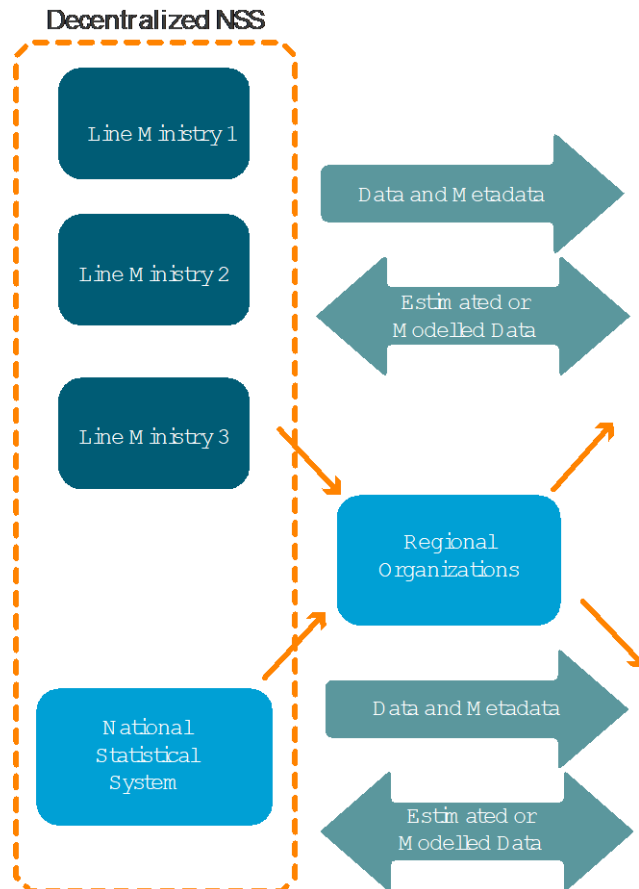 Decentralized NSS
Line Ministry 1
Data and Metadata
Line Ministry 2
Estimated or
Modelled Data
Line Ministry 3
Regional
Organizations
National
Statistical
System
Data and Metadata
Estimated or
Modelled Data